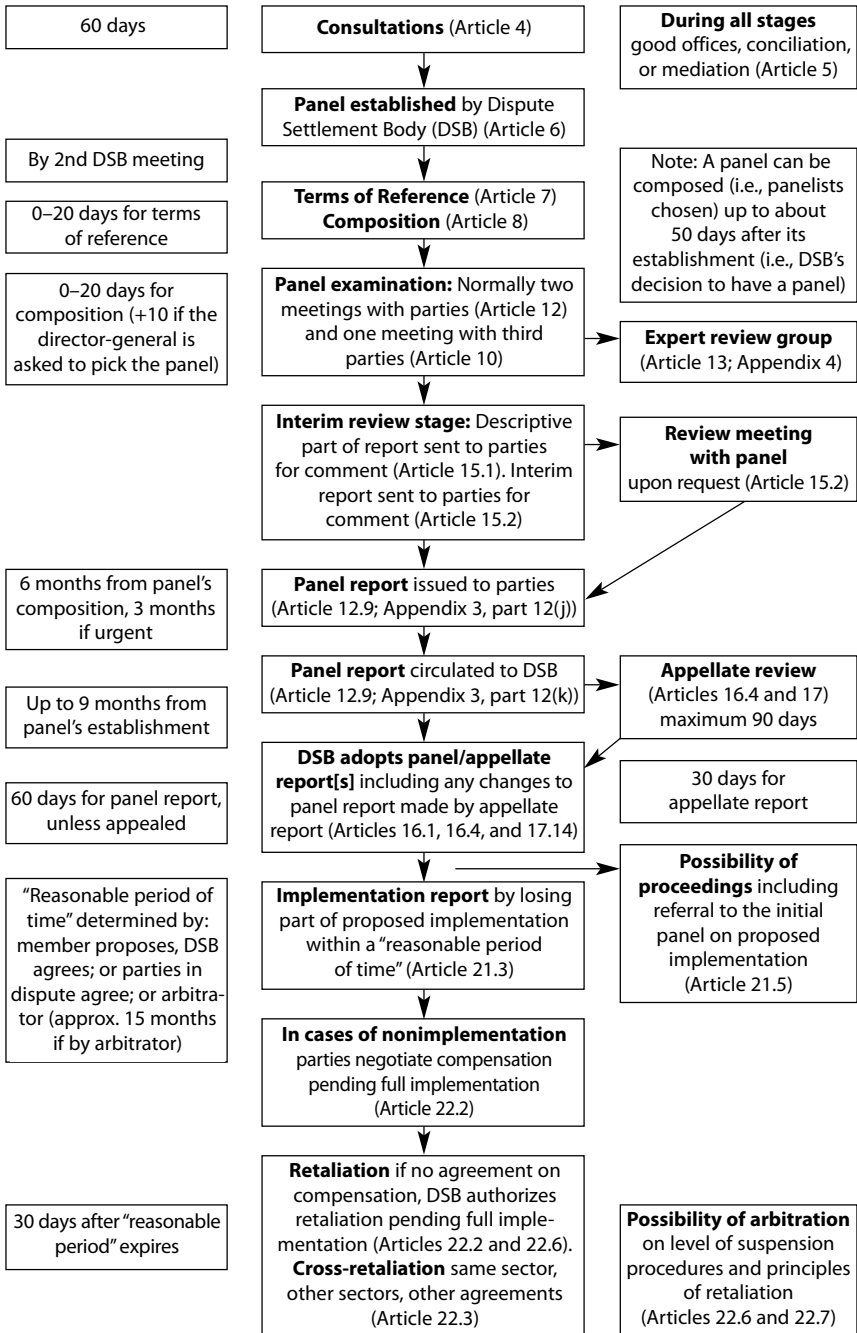 60 days
Consultations (Article 4)
During all stages
good offices, conciliation,
or mediation (Article 5)
Panel established by Dispute
Settlement Body (DSB) (Article 6)
By 2nd DSB meeting
Note: A panel can be
composed (i.e., panelists
chosen) up to about
50 days after its
establishment (i.e., DSB’s
decision to have a panel)
Terms of Reference (Article 7)
Composition (Article 8)
0–20 days for terms
of reference
0–20 days for
composition (+10 if the
director-general is
asked to pick the panel)
Panel examination: Normally two
meetings with parties (Article 12)
and one meeting with third
parties (Article 10)
Expert review group
(Article 13; Appendix 4)
Interim review stage: Descriptive
part of report sent to parties
for comment (Article 15.1). Interim
report sent to parties for
comment (Article 15.2)
Review meeting
with panel
upon request (Article 15.2)
6 months from panel’s
composition, 3 months
if urgent
Panel report issued to parties
(Article 12.9; Appendix 3, part 12(j))
Panel report circulated to DSB
(Article 12.9; Appendix 3, part 12(k))
Appellate review
(Articles 16.4 and 17)
maximum 90 days
Up to 9 months from
panel’s establishment
DSB adopts panel/appellate
report[s] including any changes to
panel report made by appellate
report (Articles 16.1, 16.4, and 17.14)
30 days for
appellate report
60 days for panel report,
unless appealed
Possibility of
proceedings including
referral to the initial
panel on proposed
implementation
(Article 21.5)
“Reasonable period of
time” determined by:
member proposes, DSB
agrees; or parties in
dispute agree; or arbitra-
tor (approx. 15 months
if by arbitrator)
Implementation report by losing
part of proposed implementation
within a “reasonable period
of time” (Article 21.3)
In cases of nonimplementation
parties negotiate compensation
pending full implementation
(Article 22.2)
30 days after “reasonable
period” expires
Retaliation if no agreement on
compensation, DSB authorizes
retaliation pending full imple-
mentation (Articles 22.2 and 22.6).
Cross-retaliation same sector,
other sectors, other agreements
(Article 22.3)
Possibility of arbitration
on level of suspension
procedures and principles
of retaliation
(Articles 22.6 and 22.7)